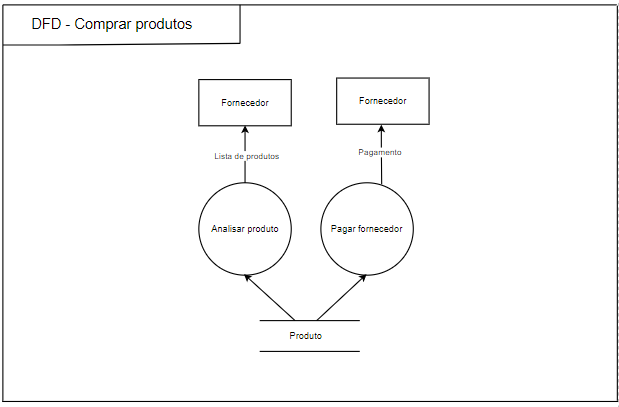 DFD - Comprar produtos
Fornecedor
Fornecedor
Lista de produtos
Pagamento
Analisar produto
Pagar fornecedor
Produto